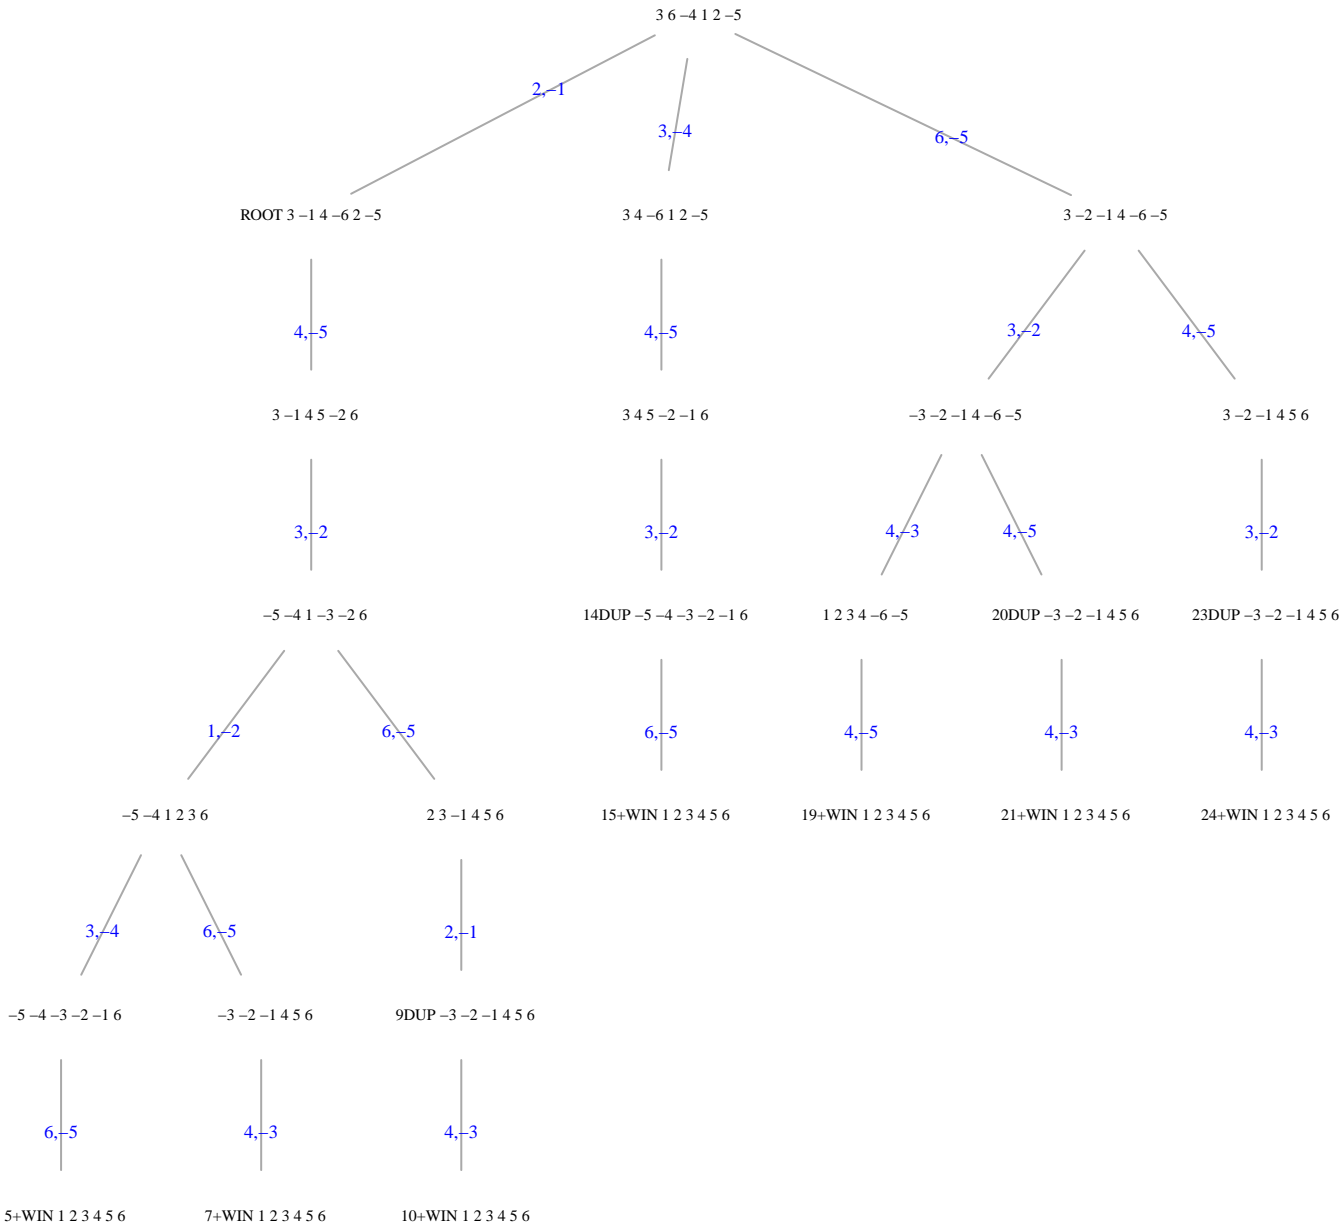 3 6 –4 1 2 –5
2,–1
3,–4
6,–5
ROOT 3 –1 4 –6 2 –5
3 4 –6 1 2 –5
3 –2 –1 4 –6 –5
4,–5
4,–5
3,–2
4,–5
3 –1 4 5 –2 6
3 4 5 –2 –1 6
–3 –2 –1 4 –6 –5
3 –2 –1 4 5 6
3,–2
3,–2
4,–3
4,–5
3,–2
–5 –4 1 –3 –2 6
14DUP –5 –4 –3 –2 –1 6
1 2 3 4 –6 –5
20DUP –3 –2 –1 4 5 6
23DUP –3 –2 –1 4 5 6
1,–2
6,–5
6,–5
4,–5
4,–3
4,–3
–5 –4 1 2 3 6
2 3 –1 4 5 6
15+WIN 1 2 3 4 5 6
19+WIN 1 2 3 4 5 6
21+WIN 1 2 3 4 5 6
24+WIN 1 2 3 4 5 6
3,–4
6,–5
2,–1
–5 –4 –3 –2 –1 6
–3 –2 –1 4 5 6
9DUP –3 –2 –1 4 5 6
6,–5
4,–3
4,–3
5+WIN 1 2 3 4 5 6
7+WIN 1 2 3 4 5 6
10+WIN 1 2 3 4 5 6